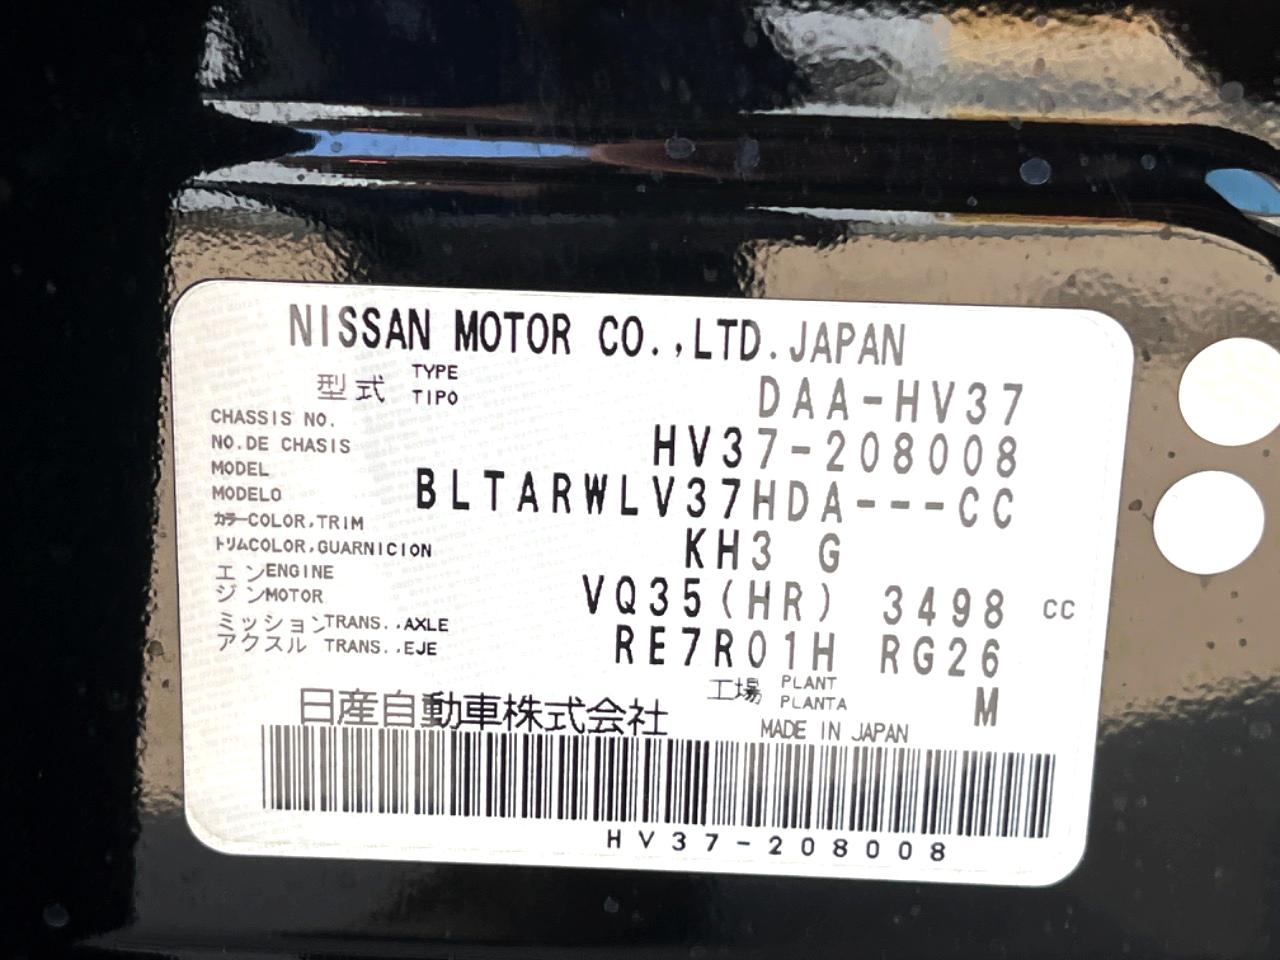 NISSAN MOTOR CO.,LTD.JAPAN
型式 TYPE TIPO DAA-HV37
CHASSIS NO.
NO.DE CHASIS HV37-208008
MODEL
MODELO BLTARWLV37HDA---CC
カラーCOLOR,TRIM
トリムCOLOR,GUARNICION KH3 G
エンENGINE
ジンMOTOR VQ35(HR) 3498 CC
ミッションTRANS..AXLE
アクスル TRANS..EJE RE7R01H RG26
工場 PLANT PLANTA M
日産自動車株式会社 MADE IN JAPAN
HV37-208008